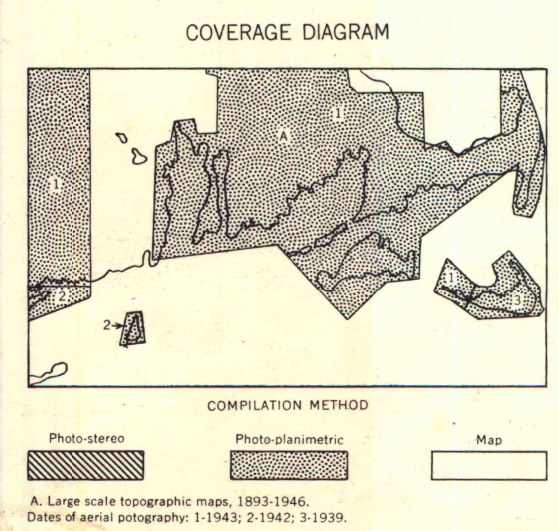 COVERAGE DIAGRAM
1
A
1
2
2
1
3
COMPILATION METHOD
Photo-stereo
Photo-planimetric
Map
A. Large scale topographic maps, 1893-1946.
Dates of aerial potography: 1-1943; 2-1942; 3-1939.